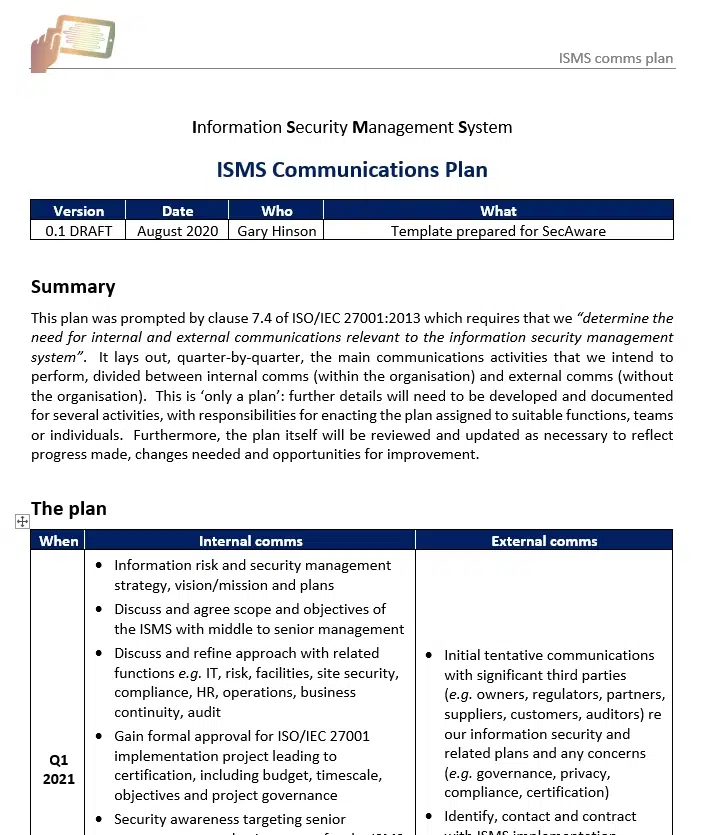 ISMS comms plan
Information Security Management System
ISMS Communications Plan
Version Date Who What
0.1 DRAFT August 2020 Gary Hinson Template prepared for SecAware
Summary
This plan was prompted by clause 7.4 of ISO/IEC 27001:2013 which requires that we “determine the
need for internal and external communications relevant to the information security management
system”. It lays out, quarter-by-quarter, the main communications activities that we intend to
perform, divided between internal comms (within the organisation) and external comms (without
the organisation). This is ‘only a plan’: further details will need to be developed and documented
for several activities, with responsibilities for enacting the plan assigned to suitable functions, teams
or individuals. Furthermore, the plan itself will be reviewed and updated as necessary to reflect
progress made, changes needed and opportunities for improvement.
The plan
When Internal comms External comms
Q1
2021
• Information risk and security management
strategy, vision/mission and plans
• Discuss and agree scope and objectives of
the ISMS with middle to senior management
• Discuss and refine approach with related
functions e.g. IT, risk, facilities, site security,
compliance, HR, operations, business
continuity, audit
• Gain formal approval for ISO/IEC 27001
implementation project leading to
certification, including budget, timescale,
objectives and project governance
• Security awareness targeting senior
• Initial tentative communications
with significant third parties
(e.g. owners, regulators, partners,
suppliers, customers, auditors) re
our information security and
related plans and any concerns
(e.g. governance, privacy,
compliance, certification)
• Identify, contact and contract
with ISMS implementation